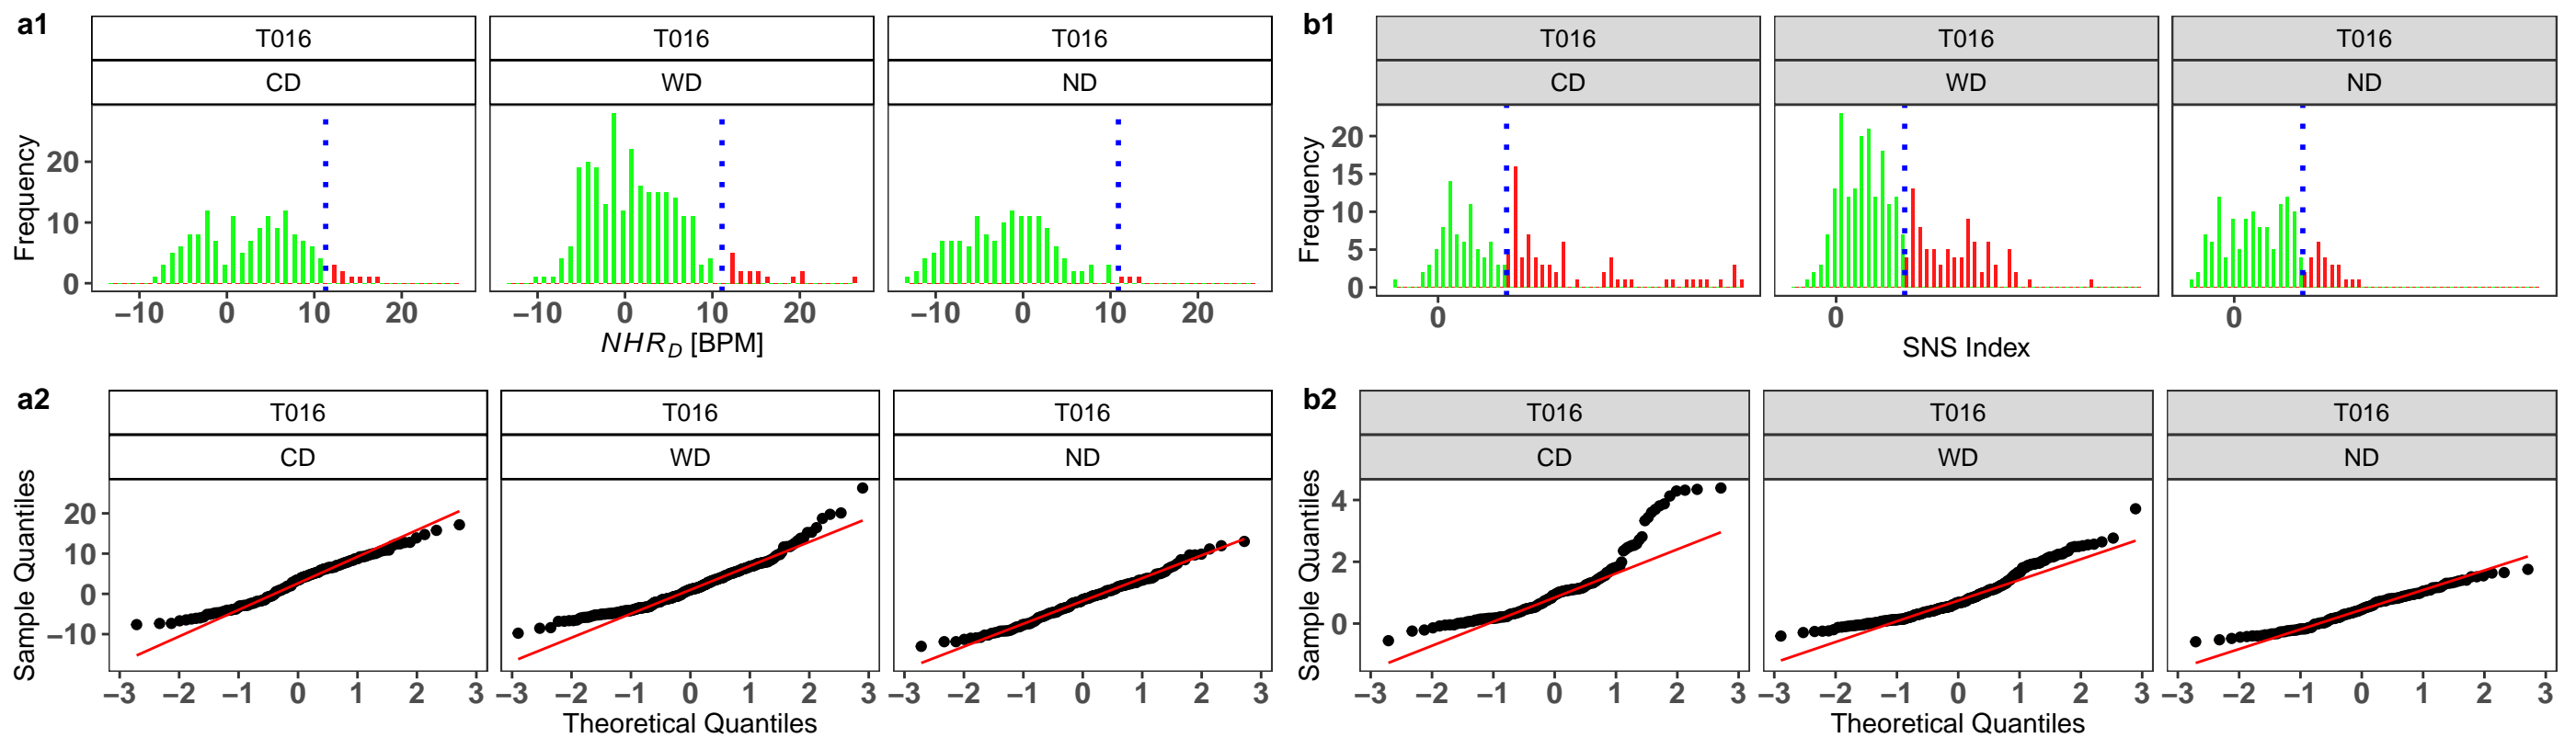 a1
T016 T016 T016
CD WD ND
Frequency
20
10
0
−10 0 10 20 −10 0 10 20 −10 0 10 20
NHR_D [BPM]
b1
T016 T016 T016
CD WD ND
Frequency
20
15
10
5
0
0 0 0
SNS Index
a2
T016 T016 T016
CD WD ND
Sample Quantiles
20
10
0
−10
−3 −2 −1 0 1 2 3 −3 −2 −1 0 1 2 3 −3 −2 −1 0 1 2 3
Theoretical Quantiles
b2
T016 T016 T016
CD WD ND
Sample Quantiles
4
2
0
−3 −2 −1 0 1 2 3 −3 −2 −1 0 1 2 3 −3 −2 −1 0 1 2 3
Theoretical Quantiles